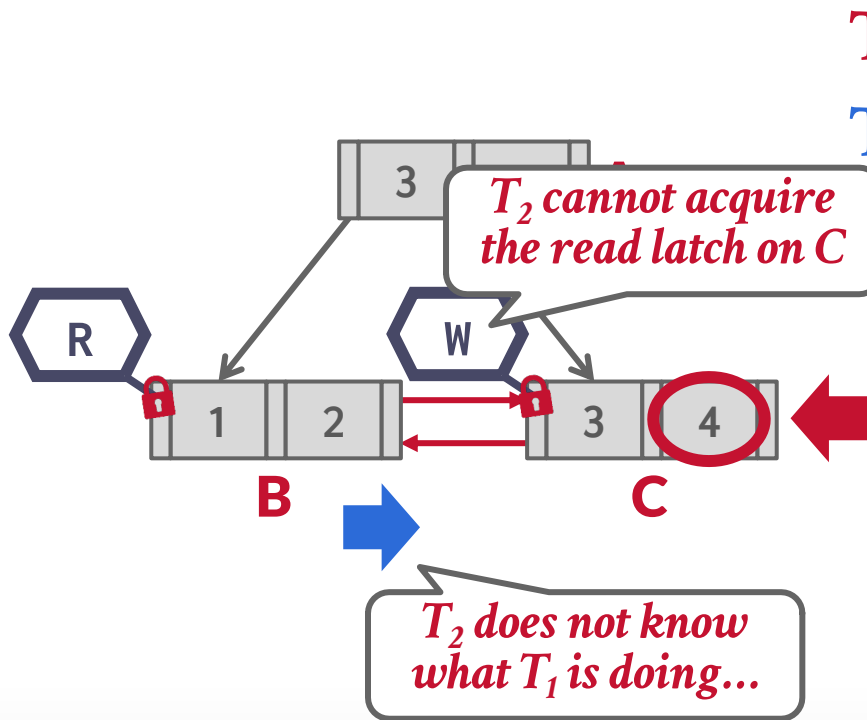 T
T
3
T₂ cannot acquire
the read latch on C
R
W
1 2
3 4
B
C
T₂ does not know
what T₁ is doing...